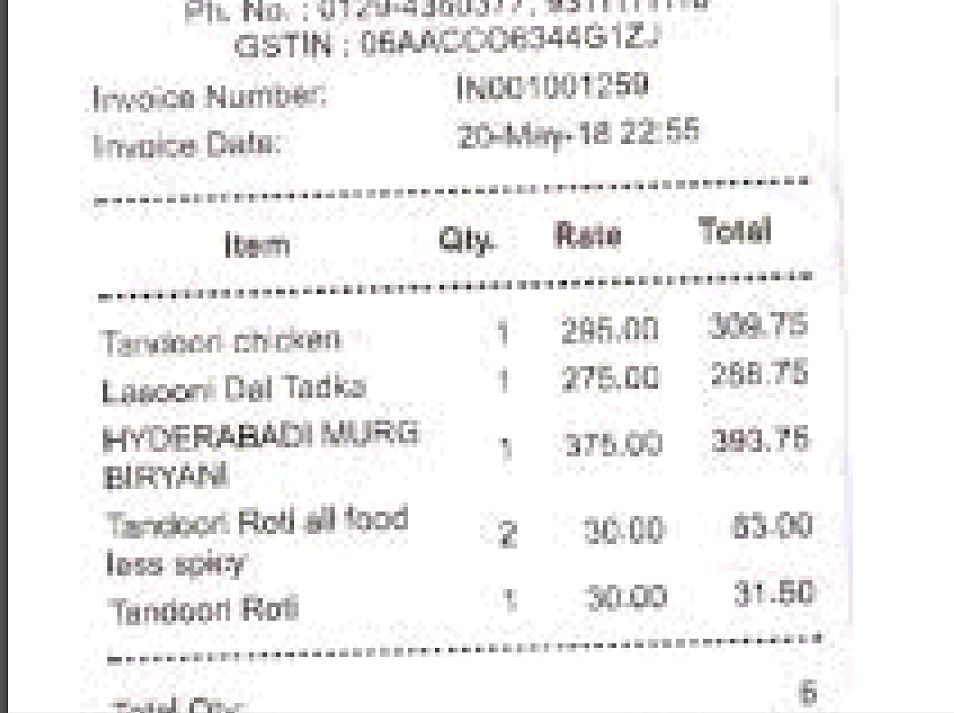 Ph. No. :
GSTIN : 06AACCO6344G1ZJ
Invoice Number: IN001001259
Invoice Date: 20-May-18 22:55
Item Qty. Rate Total
Tandoori chicken 1 295.00 309.75
Lasooni Dal Tadka 1 275.00 288.75
HYDERABADI MURG 1 375.00 393.75
BIRYANI
Tandoori Roti all food 2 30.00 63.00
less spicy
Tandoori Roti 1 30.00 31.50
Total Qty: 6